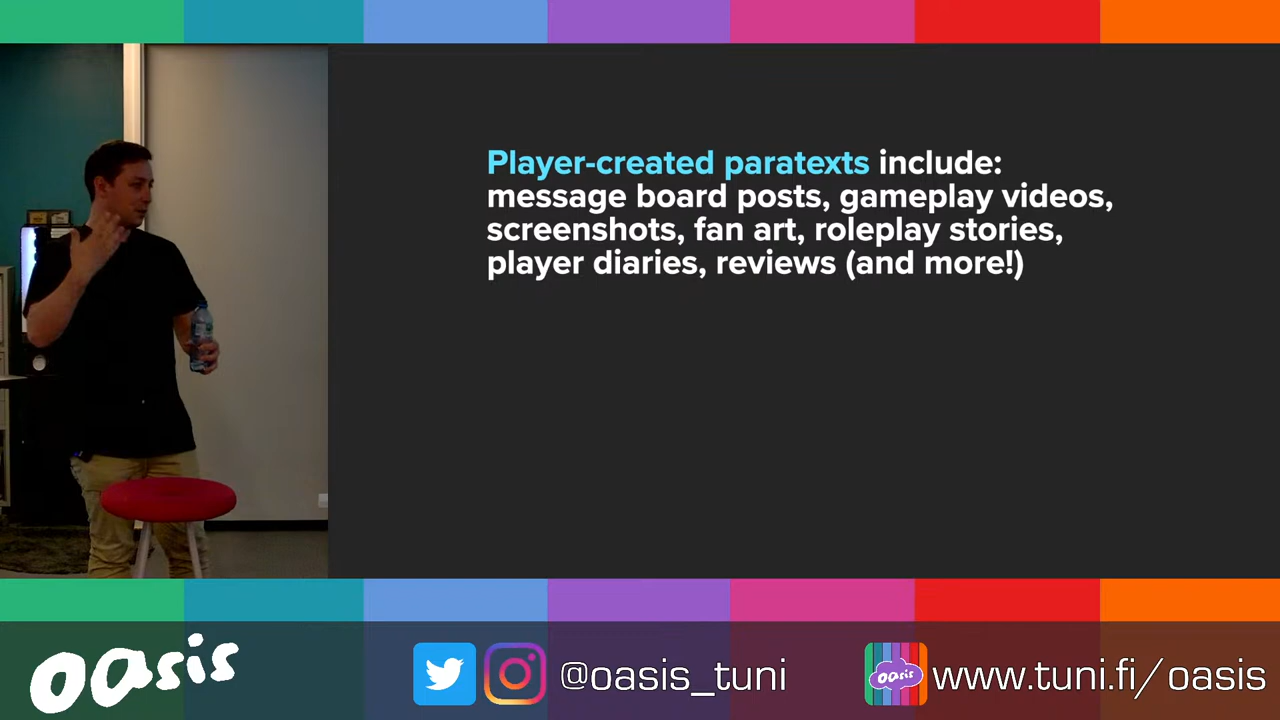 Player-created paratexts include:
message board posts, gameplay videos,
screenshots, fan art, roleplay stories,
player diaries, reviews (and more!)
oasis
@oasis_tuni
oasis
www.tuni.fi/oasis